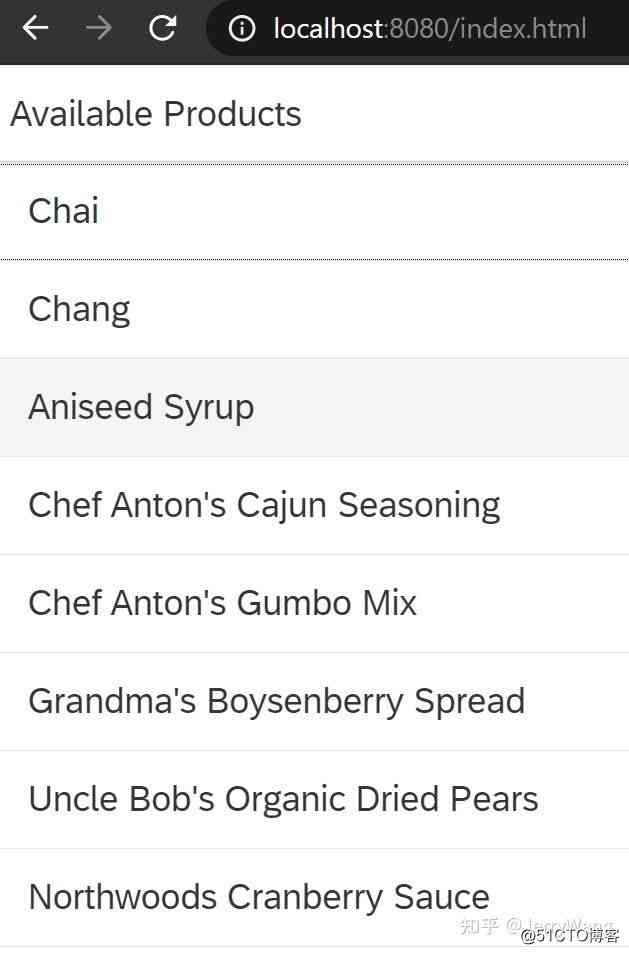 localhost:8080/index.html
Available Products
Chai
Chang
Aniseed Syrup
Chef Anton's Cajun Seasoning
Chef Anton's Gumbo Mix
Grandma's Boysenberry Spread
Uncle Bob's Organic Dried Pears
Northwoods Cranberry Sauce
知乎 @JerryWang
@51CTO博客